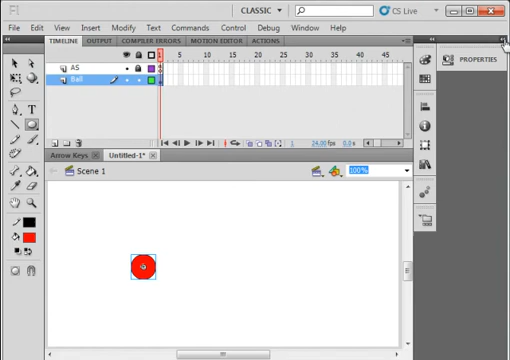 Fl CLASSIC CS Live
File Edit View Insert Modify Text Commands Control Debug Window Help
TIMELINE OUTPUT COMPILER ERRORS MOTION EDITOR ACTIONS
1 5 10 15 20 25 30 35 40 45
PROPERTIES
AS
Ball
1 24.00fps 0.0s
Arrow Keys Untitled-1*
Scene 1 100%